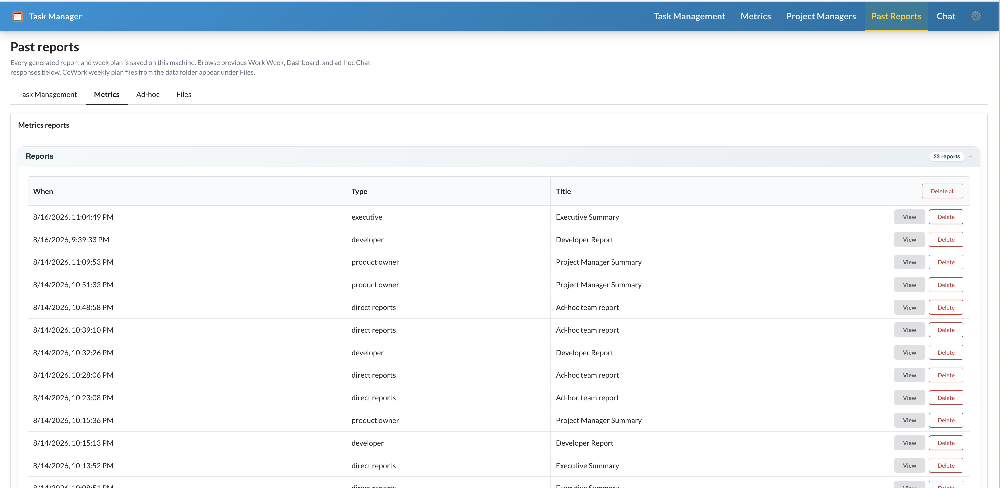 Task Manager
Task Management Metrics Project Managers Past Reports Chat
Past reports
Every generated report and week plan is saved on this machine. Browse previous Work Week, Dashboard, and ad-hoc Chat
responses below. CoWork weekly plan files from the data folder appear under Files.
Task Management Metrics Ad-hoc Files
Metrics reports
Reports 23 reports
When Type Title Delete all
8/16/2026, 11:04:49 PM executive Executive Summary View Delete
8/16/2026, 9:39:33 PM developer Developer Report View Delete
8/14/2026, 11:09:53 PM product owner Project Manager Summary View Delete
8/14/2026, 10:51:33 PM product owner Project Manager Summary View Delete
8/14/2026, 10:48:58 PM direct reports Ad-hoc team report View Delete
8/14/2026, 10:39:10 PM direct reports Ad-hoc team report View Delete
8/14/2026, 10:32:26 PM developer Developer Report View Delete
8/14/2026, 10:28:06 PM direct reports Ad-hoc team report View Delete
8/14/2026, 10:23:08 PM direct reports Ad-hoc team report View Delete
8/14/2026, 10:15:36 PM product owner Project Manager Summary View Delete
8/14/2026, 10:15:13 PM developer Developer Report View Delete
8/14/2026, 10:13:52 PM direct reports Executive Summary View Delete
8/14/2026, 10:08:51 PM direct reports Executive Summary View Delete